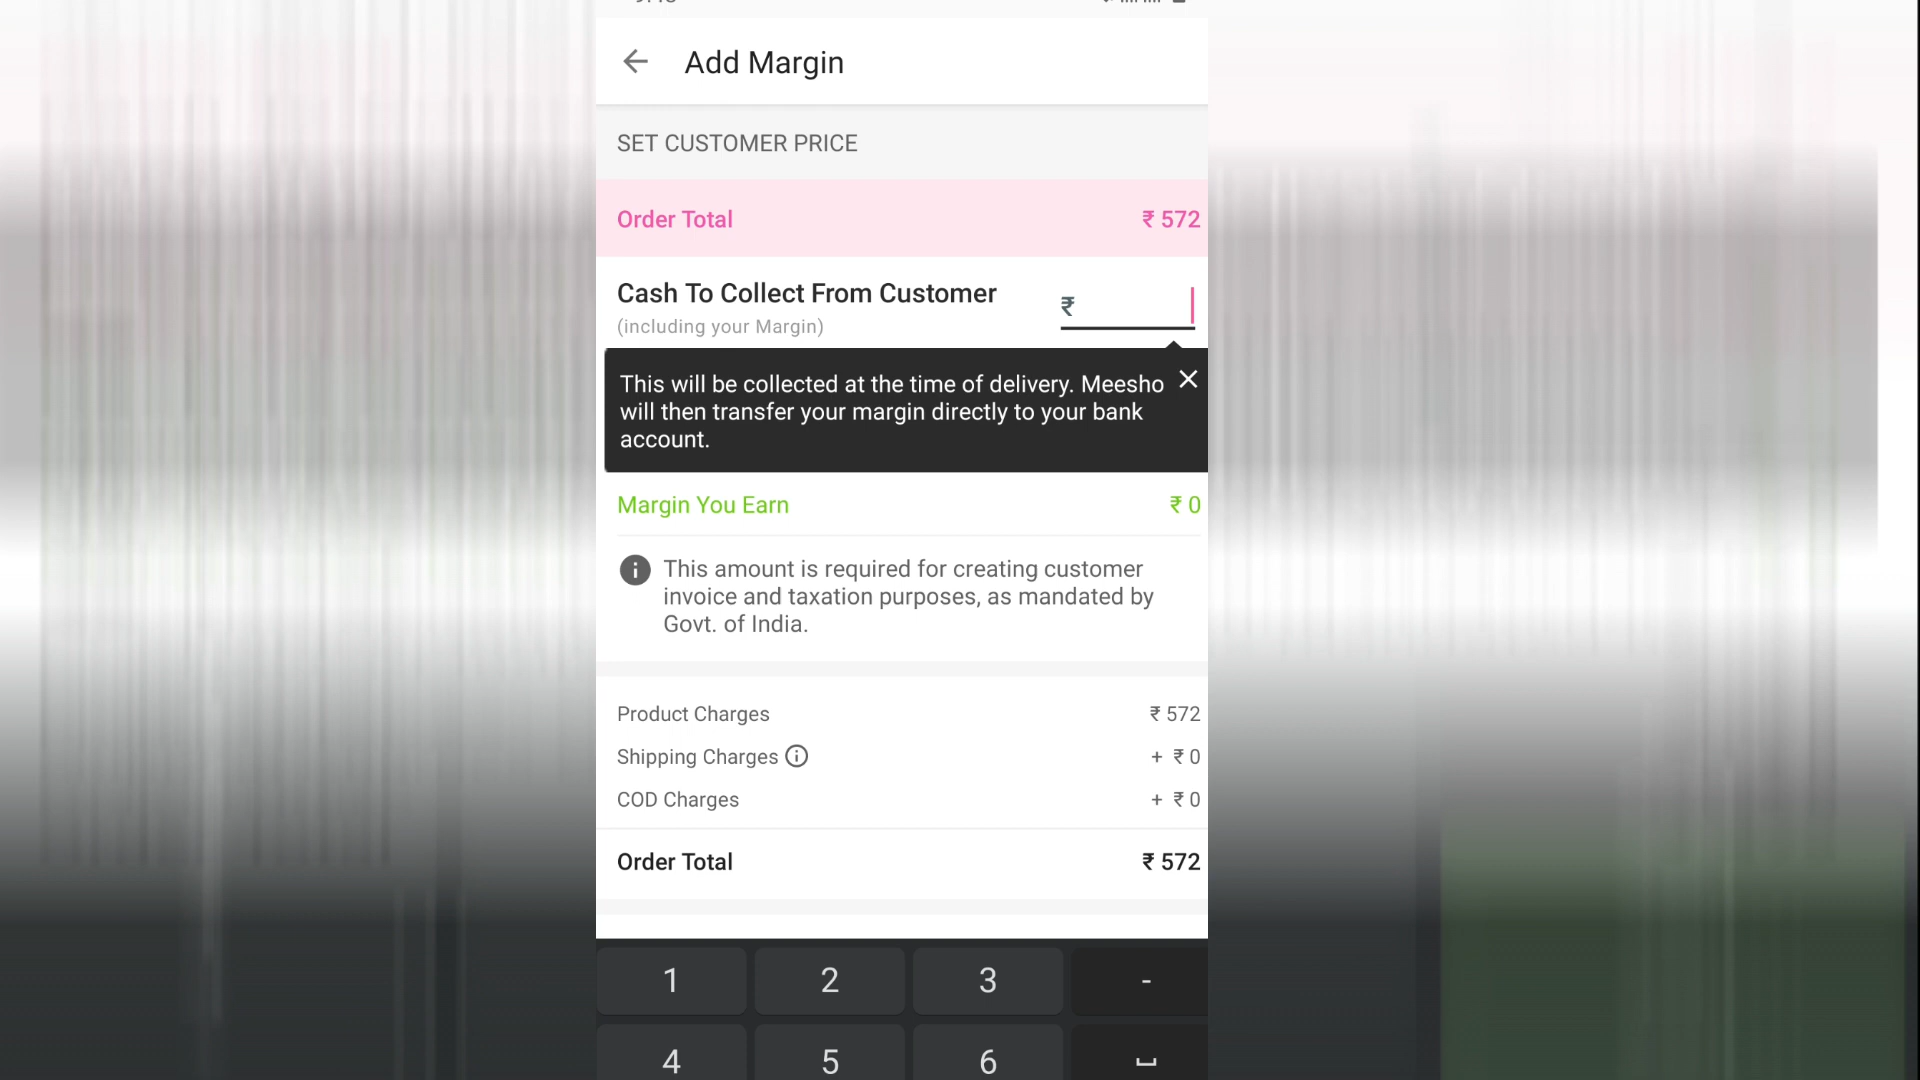 Add Margin
SET CUSTOMER PRICE
Order Total ₹ 572
Cash To Collect From Customer ₹
(including your Margin)
This will be collected at the time of delivery. Meesho
will then transfer your margin directly to your bank
account.
Margin You Earn ₹ 0
This amount is required for creating customer
invoice and taxation purposes, as mandated by
Govt. of India.
Product Charges ₹ 572
Shipping Charges + ₹ 0
COD Charges + ₹ 0
Order Total ₹ 572
1 2 3 -
4 5 6